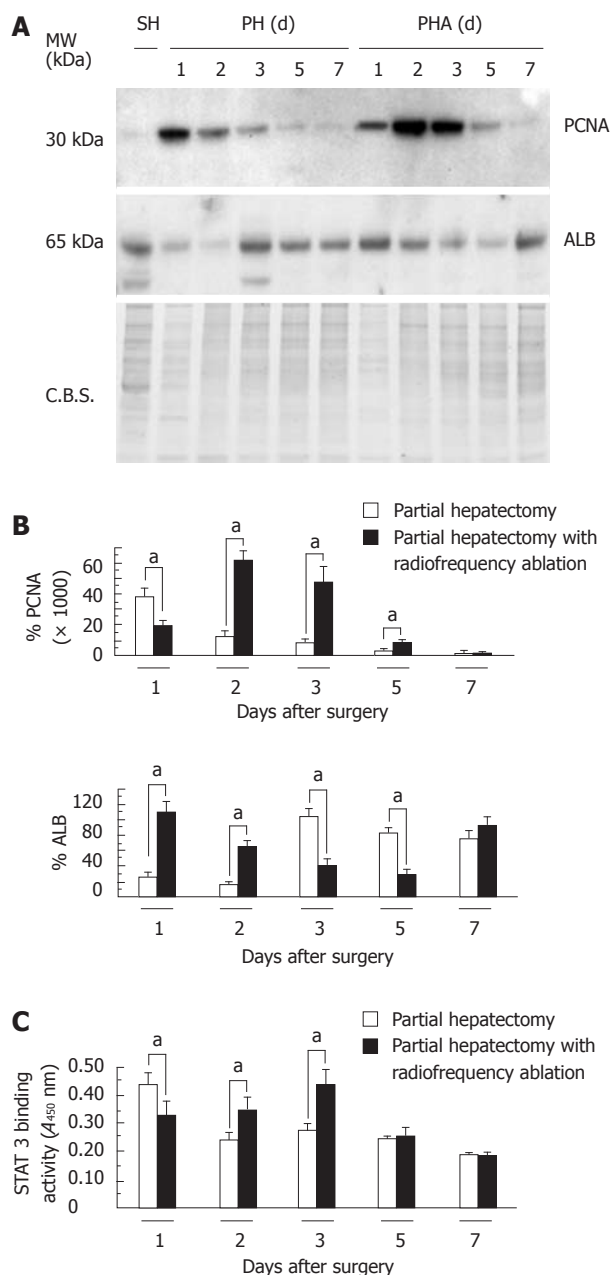 A
MW
(kDa)
SH PH (d) PHA (d)
1 2 3 5 7 1 2 3 5 7
30 kDa PCNA
65 kDa ALB
C.B.S.
B
Partial hepatectomy
Partial hepatectomy with
radiofrequency ablation
% PCNA
(× 1000)
60
40
20
0
a a a a
1 2 3 5 7
Days after surgery
% ALB
120
80
40
0
a a a a
1 2 3 5 7
Days after surgery
C
Partial hepatectomy
Partial hepatectomy with
radiofrequency ablation
STAT 3 binding
activity (A450 nm)
0.50
0.40
0.30
0.20
0
a a a
1 2 3 5 7
Days after surgery